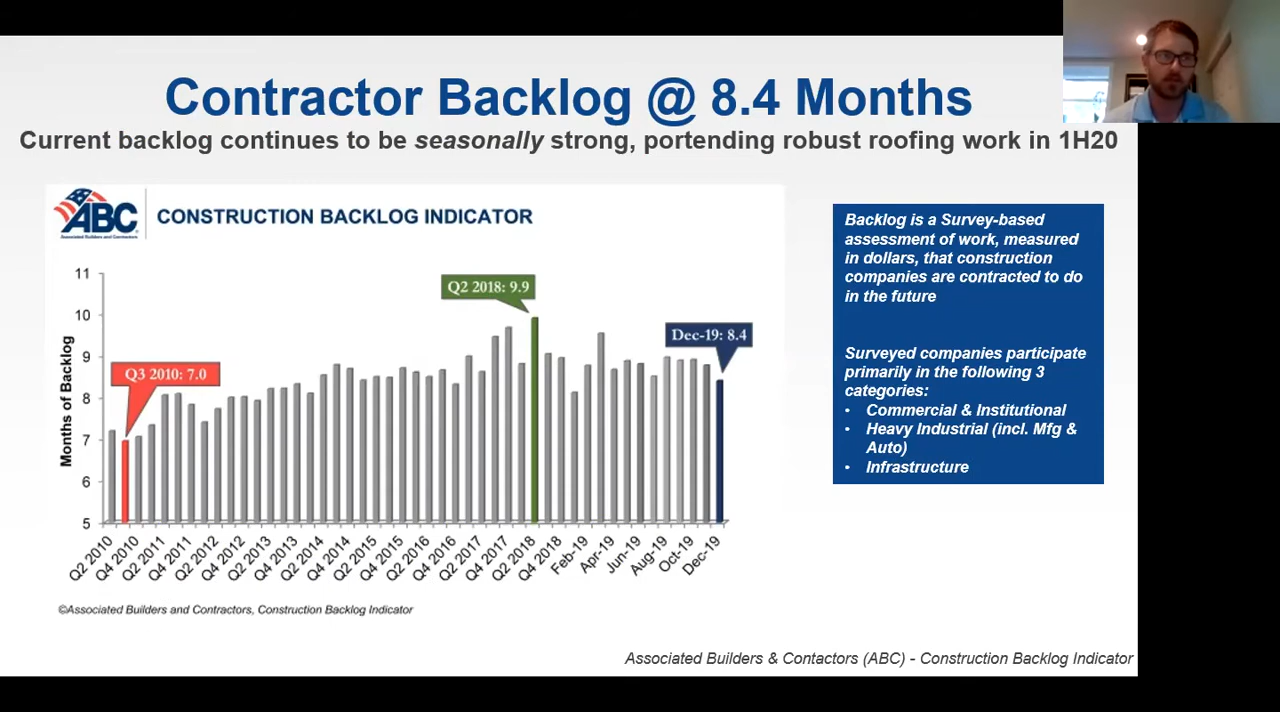 Contractor Backlog @ 8.4 Months
Current backlog continues to be seasonally strong, portending robust roofing work in 1H20
ABC
Associated Builders and Contractors
CONSTRUCTION BACKLOG INDICATOR
Months of Backlog
11
10
9
8
7
6
5
Q3 2010: 7.0
Q2 2018: 9.9
Dec-19: 8.4
Q2 2010
Q4 2010
Q2 2011
Q4 2011
Q2 2012
Q4 2012
Q2 2013
Q4 2013
Q2 2014
Q4 2014
Q2 2015
Q4 2015
Q2 2016
Q4 2016
Q2 2017
Q4 2017
Q2 2018
Q4 2018
Feb-19
Apr-19
Jun-19
Aug-19
Oct-19
Dec-19
©Associated Builders and Contractors, Construction Backlog Indicator
Backlog is a Survey-based
assessment of work, measured
in dollars, that construction
companies are contracted to do
in the future
Surveyed companies participate
primarily in the following 3
categories:
• Commercial & Institutional
• Heavy Industrial (incl. Mfg &
Auto)
• Infrastructure
Associated Builders & Contactors (ABC) - Construction Backlog Indicator